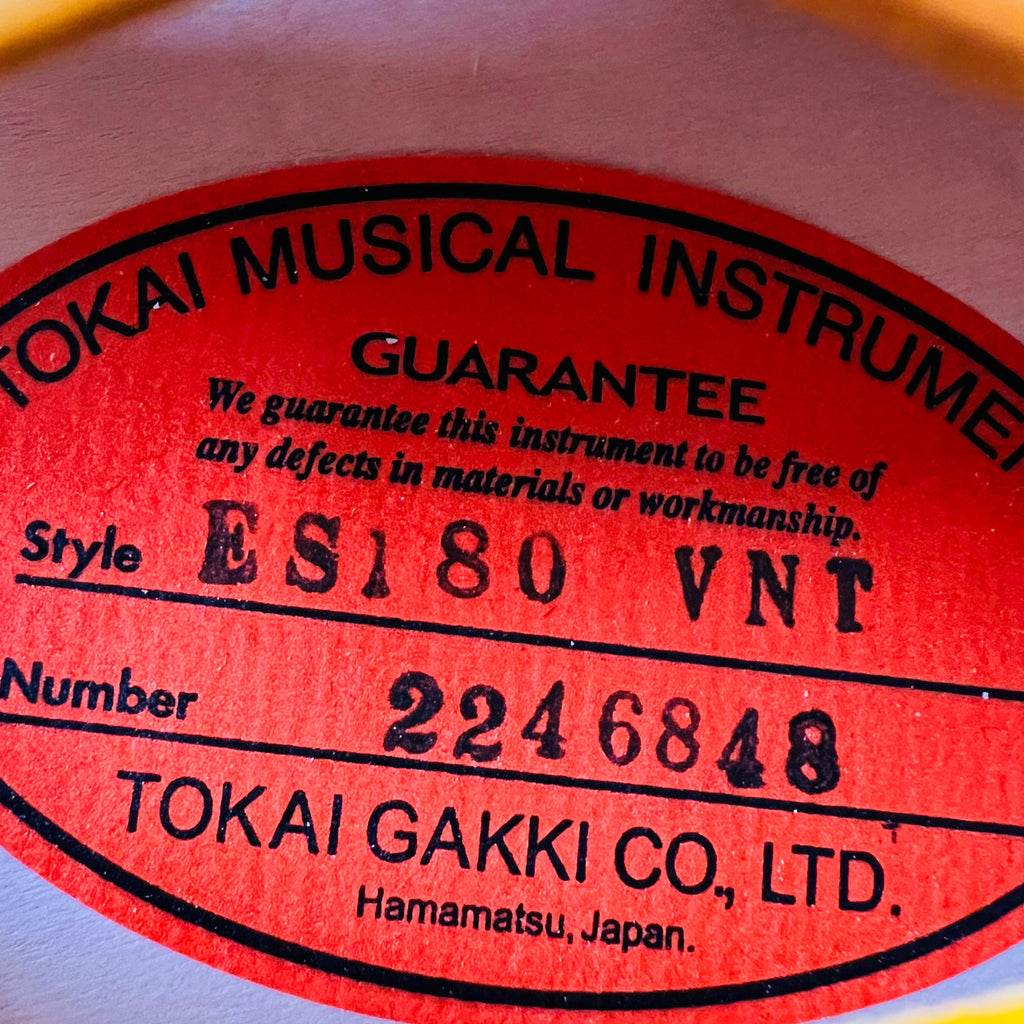 TOKAI MUSICAL INSTRUMEN
GUARANTEE
We guarantee this instrument to be free of
any defects in materials or workmanship.
Style ES180 VNT
Number 2246848
TOKAI GAKKI CO., LTD.
Hamamatsu, Japan.